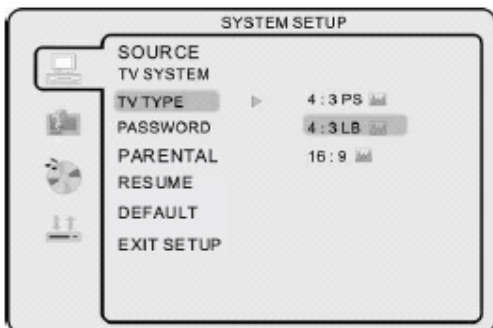 SYSTEM SETUP
SOURCE
TV SYSTEM
TV TYPE 4 : 3 PS
PASSWORD 4 : 3 LB
PARENTAL 16 : 9
RESUME
DEFAULT
EXIT SETUP